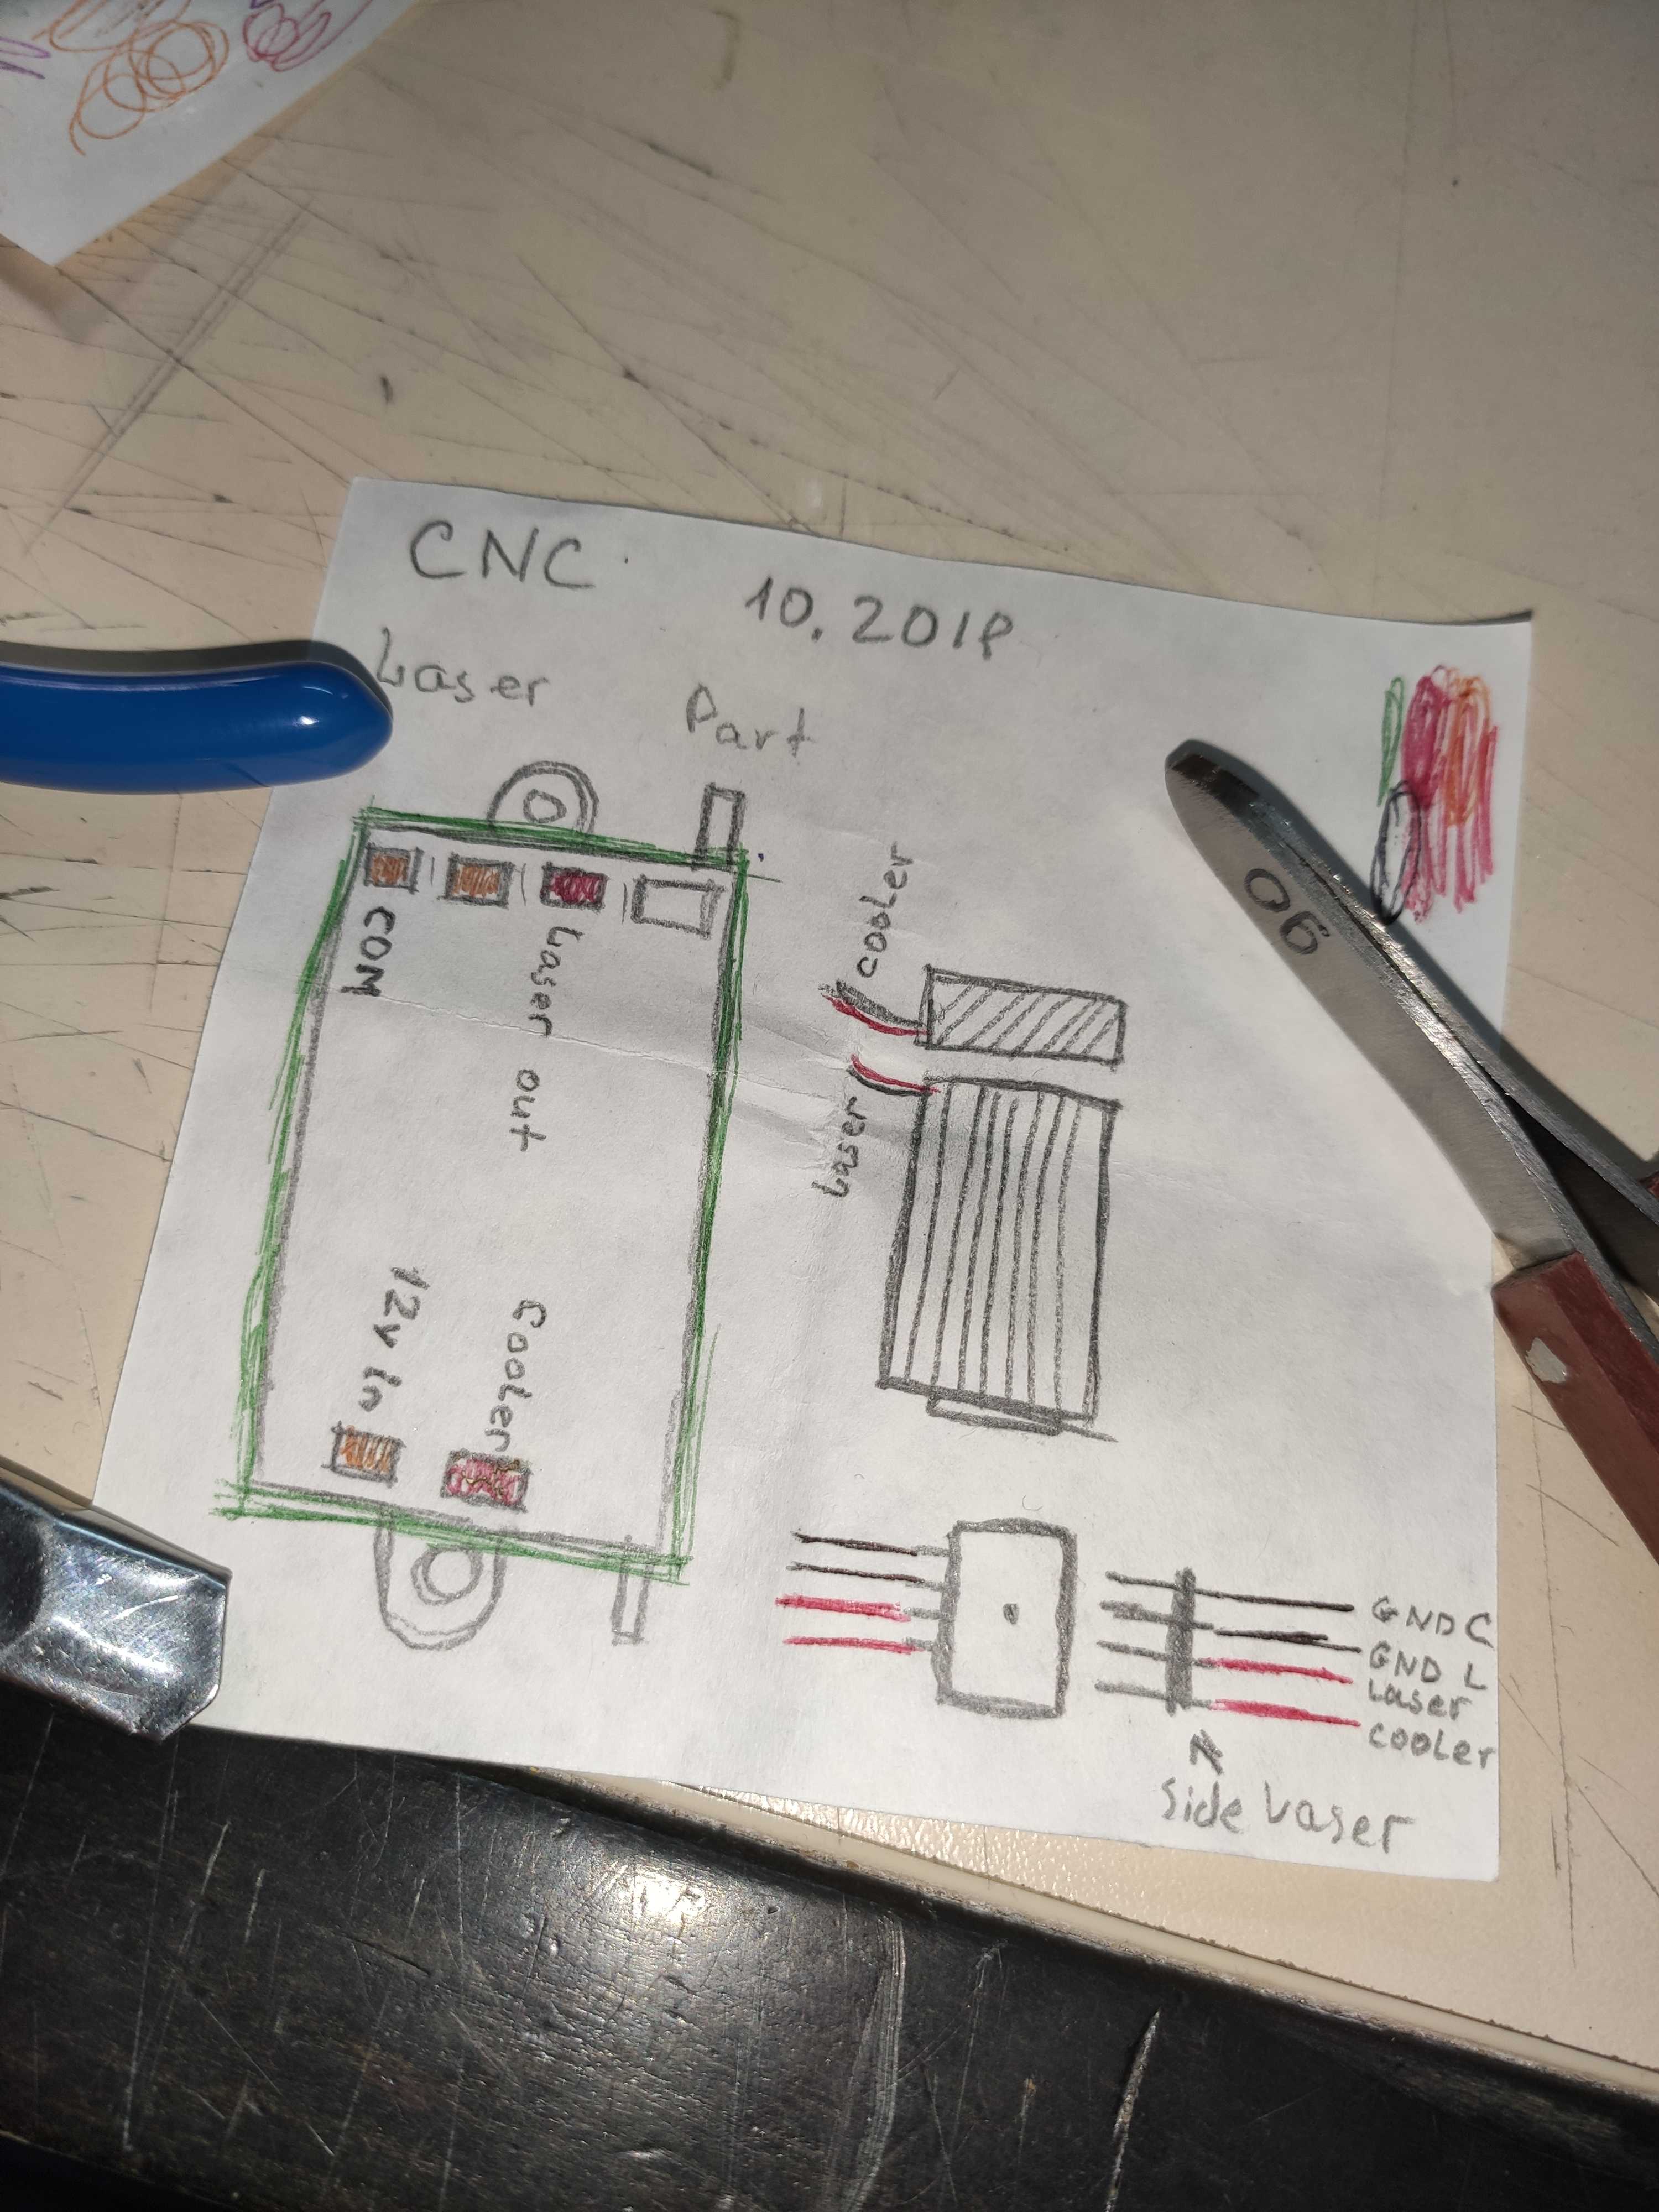 CNC
10.2018
Laser
Part
COM
Laser out
cooler
Laser
12v in
Cooler
GND C
GND L
Laser
cooler
Side Laser
06